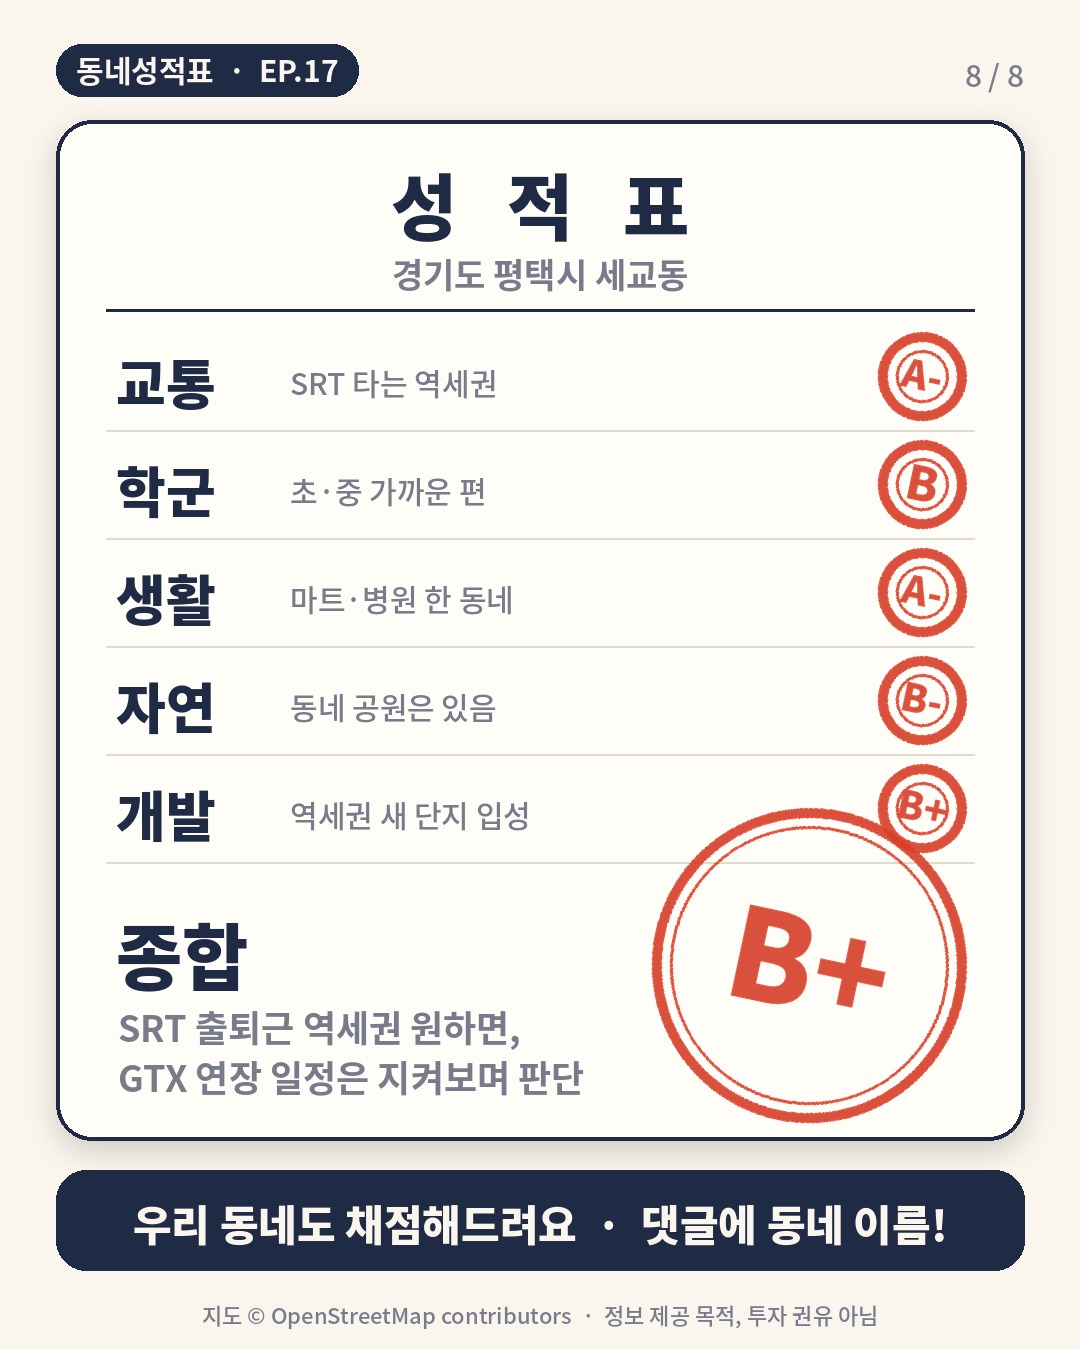 동네성적표 · EP.17
8 / 8
성 적 표
경기도 평택시 세교동
교통 SRT 타는 역세권 A-
학군 초·중 가까운 편 B
생활 마트·병원 한 동네 A-
자연 동네 공원은 있음 B-
개발 역세권 새 단지 입성 B+
종합
B+
SRT 출퇴근 역세권 원하면,
GTX 연장 일정은 지켜보며 판단
우리 동네도 채점해드려요 · 댓글에 동네 이름!
지도 © OpenStreetMap contributors · 정보 제공 목적, 투자 권유 아님